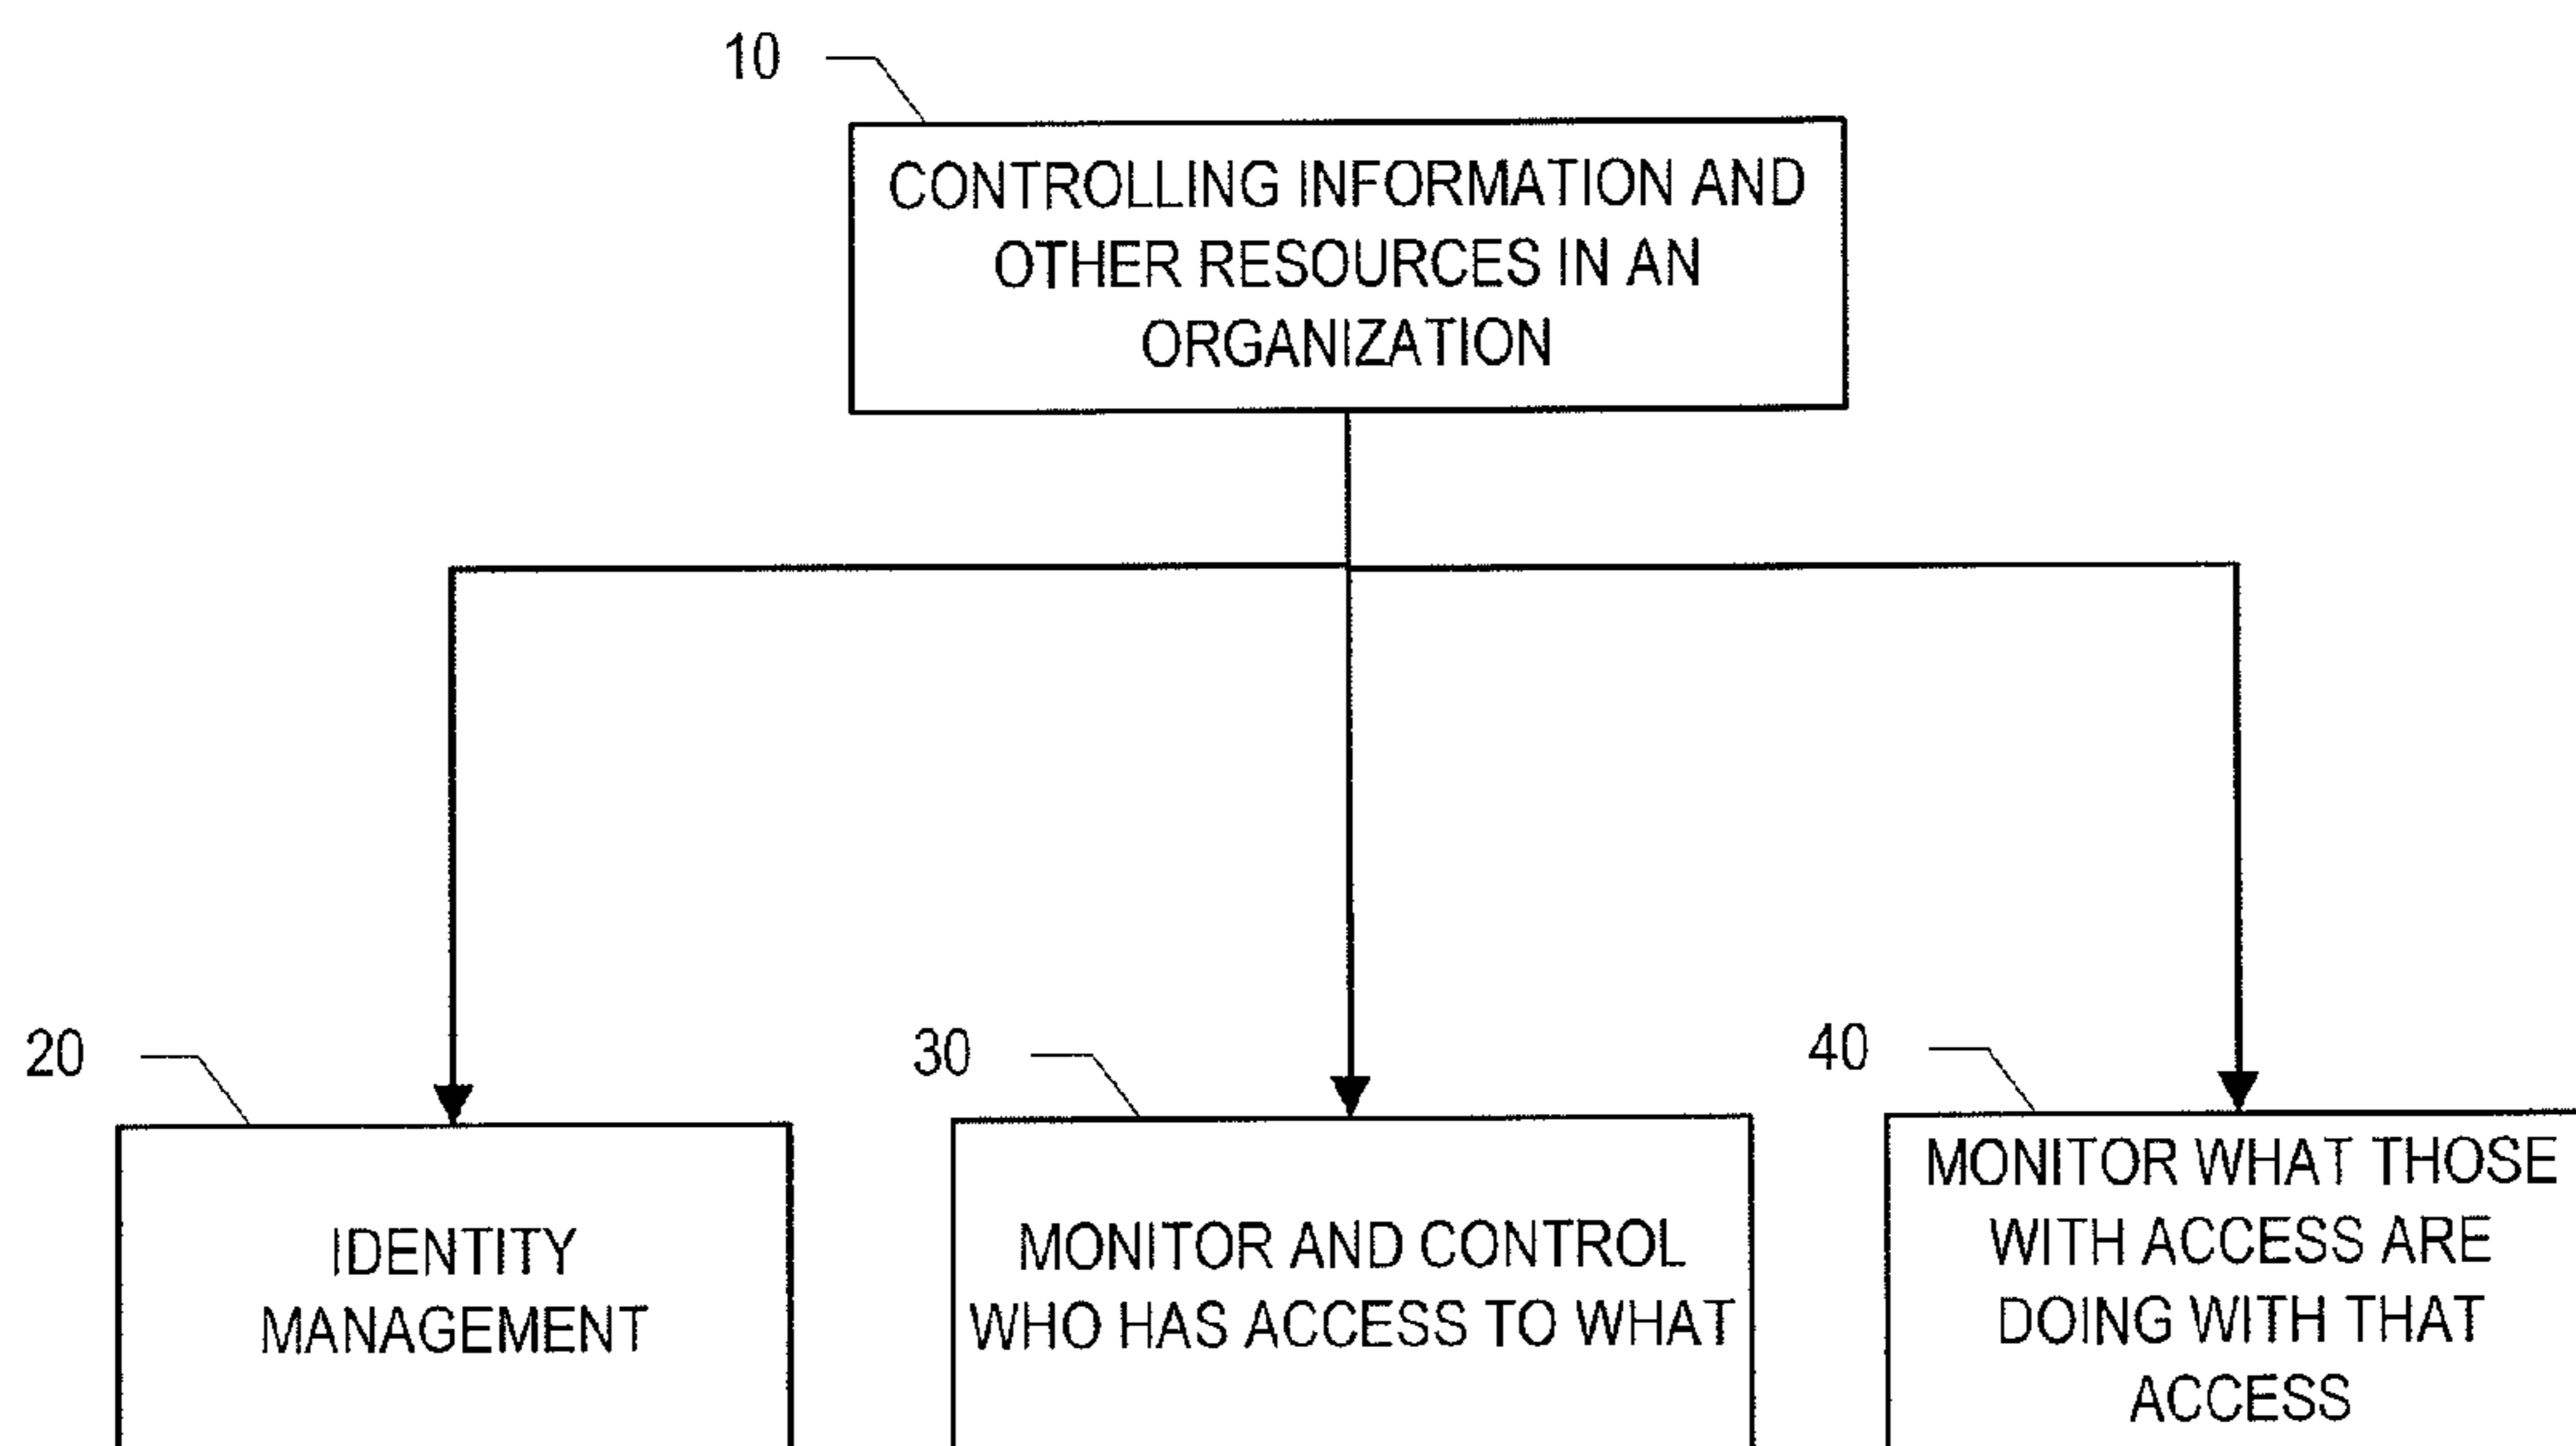 10
CONTROLLING INFORMATION AND
OTHER RESOURCES IN AN
ORGANIZATION
20
IDENTITY
MANAGEMENT
30
MONITOR AND CONTROL
WHO HAS ACCESS TO WHAT
40
MONITOR WHAT THOSE
WITH ACCESS ARE
DOING WITH THAT
ACCESS